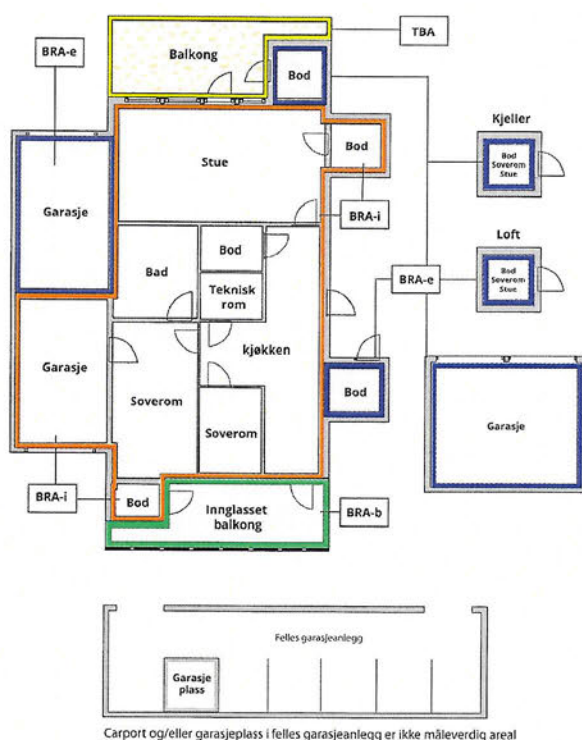 TBA
BRA-e
Balkong
Bod
Kjeller
Bod
Soverom
Stue
Stue
Bod
Garasje
BRA-i
Loft
Bod
Bod
Soverom
Stue
Bad
BRA-e
Teknisk
rom
kjøkken
Garasje
Soverom
Bod
Garasje
Soverom
BRA-i
Bod
Innglasset
balkong
BRA-b
Felles garasjeanlegg
Garasje
plass
Carport og/eller garasjeplass i felles garasjeanlegg er ikke måleverdig areal